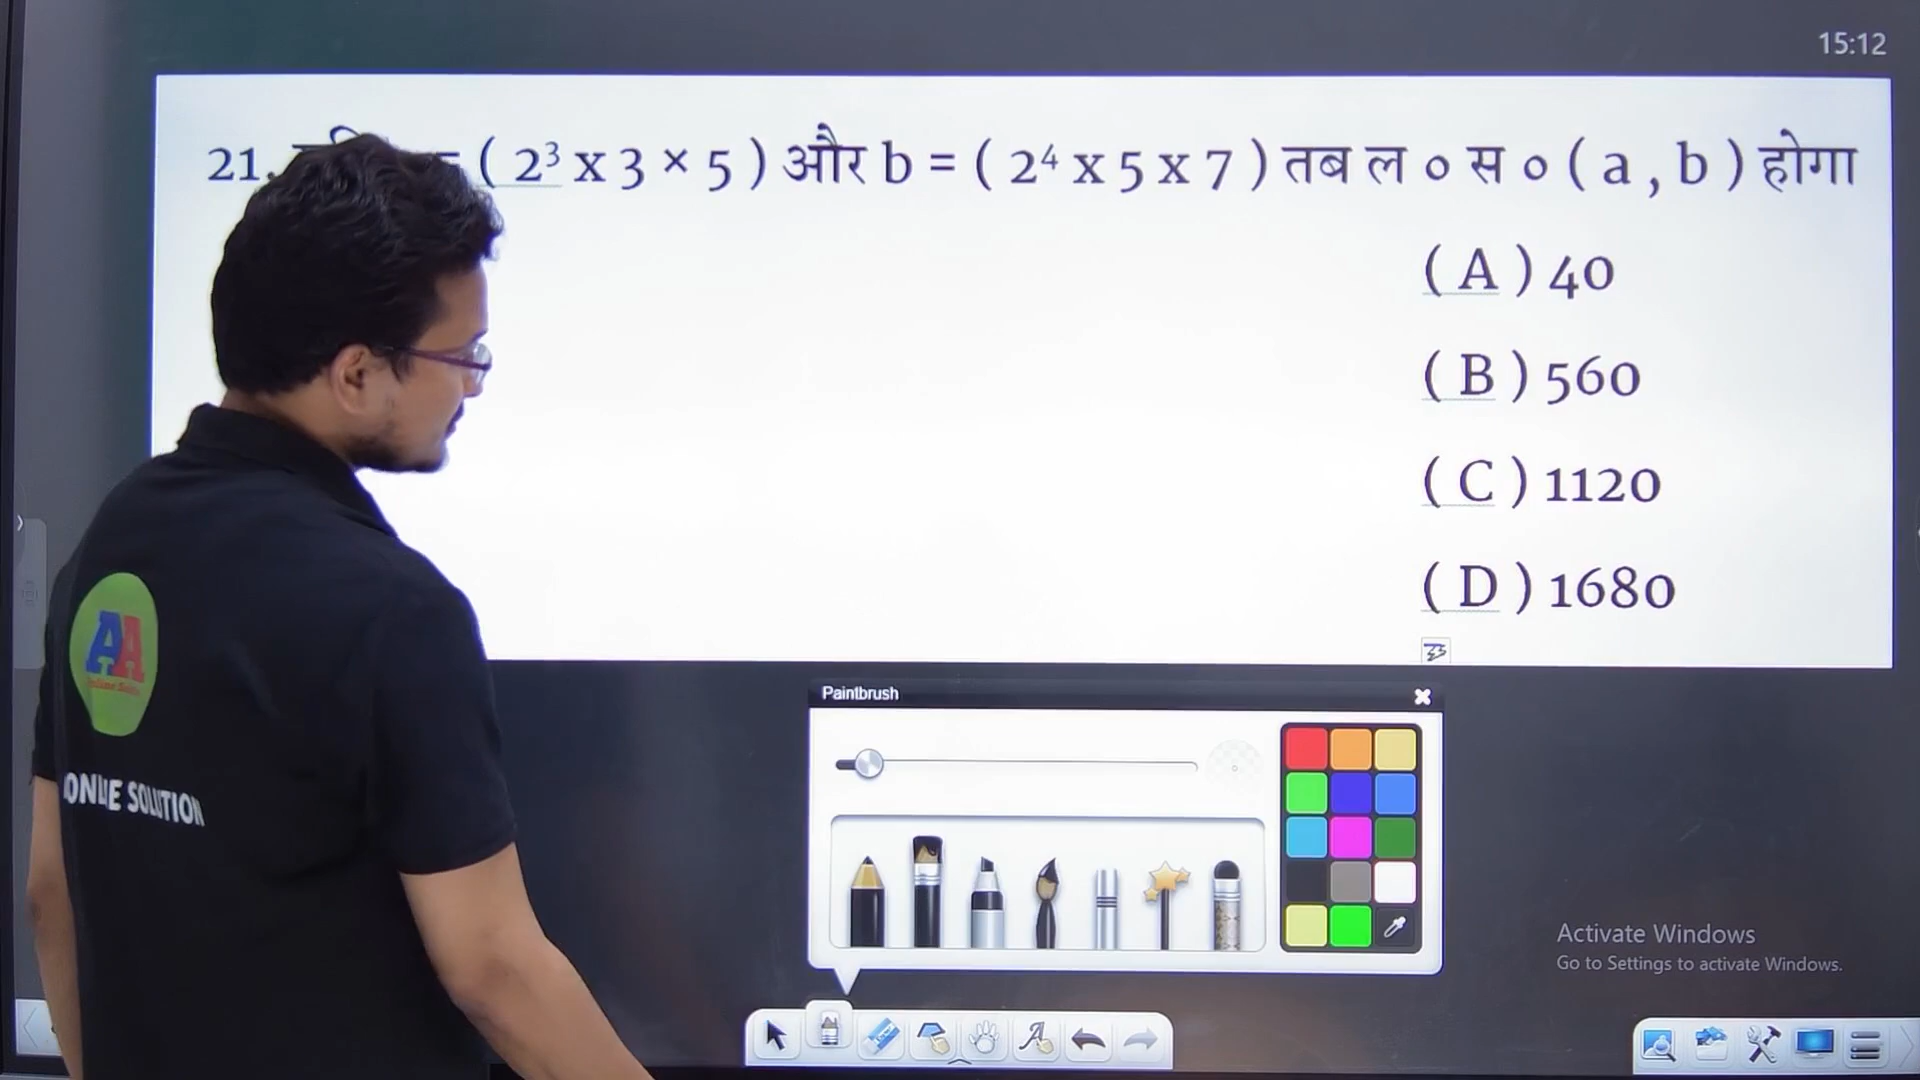 15:12
21. = ( 2³ x 3 × 5 ) और b = ( 2⁴ x 5 x 7 ) तब ल ० स ० ( a , b ) होगा
( A ) 40
( B ) 560
( C ) 1120
( D ) 1680
Paintbrush
AA
ONLINE SOLUTION
Activate Windows
Go to Settings to activate Windows.